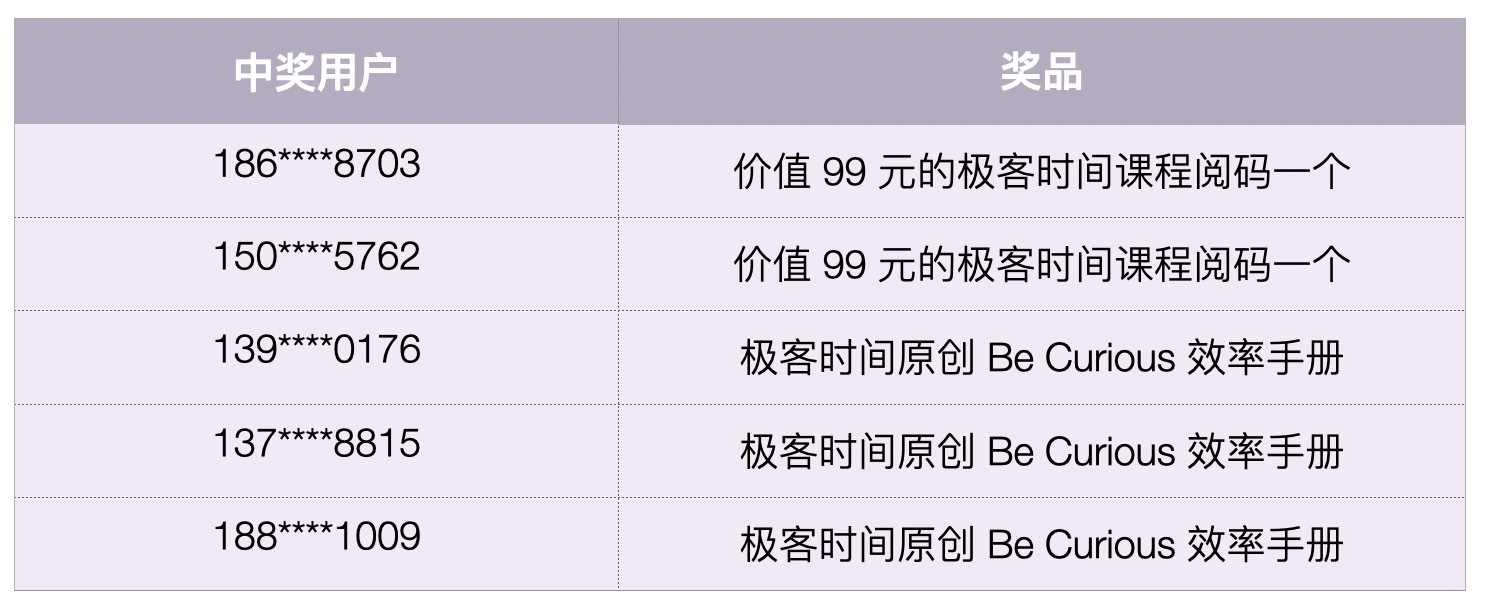 中奖用户 奖品
186****8703 价值 99 元的极客时间课程阅码一个
150****5762 价值 99 元的极客时间课程阅码一个
139****0176 极客时间原创 Be Curious 效率手册
137****8815 极客时间原创 Be Curious 效率手册
188****1009 极客时间原创 Be Curious 效率手册